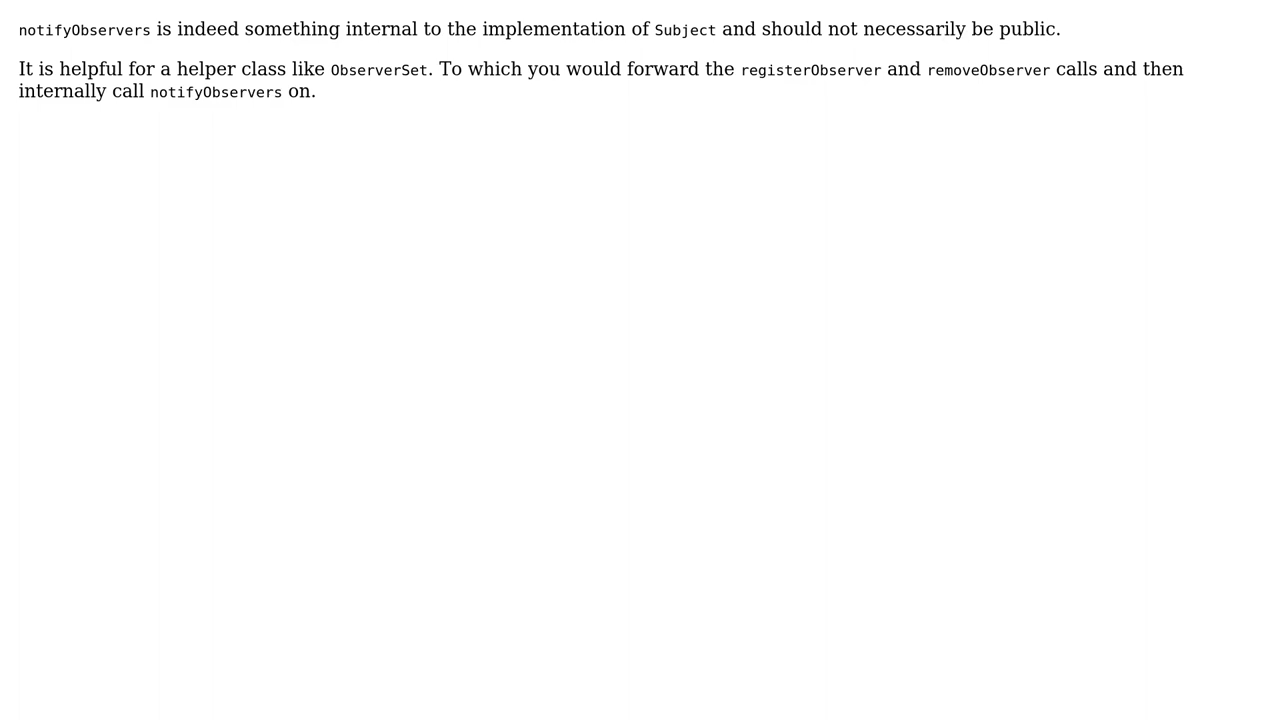 notifyObservers is indeed something internal to the implementation of Subject and should not necessarily be public.
It is helpful for a helper class like ObserverSet. To which you would forward the registerObserver and removeObserver calls and then
internally call notifyObservers on.